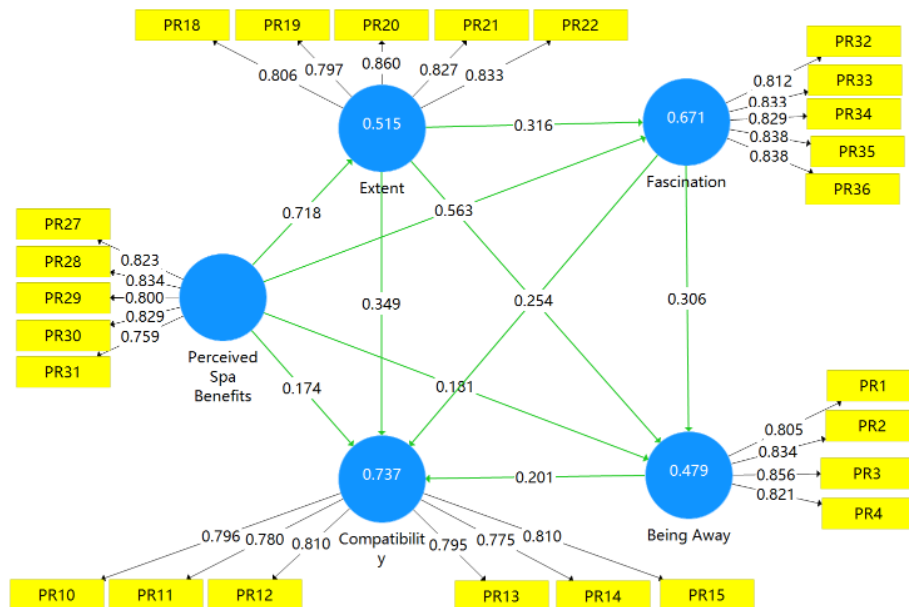 PR18
PR19
PR20
PR21
PR22
PR32
0.806
0.797
0.860
0.827
0.833
0.812
PR33
0.833
PR34
0.829
0.515
0.316
0.671
0.838
PR35
0.838
PR36
Extent
Fascination
0.718
0.563
PR27
0.823
PR28
0.834
PR29
0.800
0.349
0.254
0.306
PR30
0.829
PR31
0.759
Perceived
Spa
Benefits
0.174
0.181
PR1
0.805
PR2
0.834
0.737
0.201
0.479
0.856
PR3
0.821
PR4
Compatibilit
y
Being Away
0.796
0.780
0.810
0.795
0.775
0.810
PR10
PR11
PR12
PR13
PR14
PR15